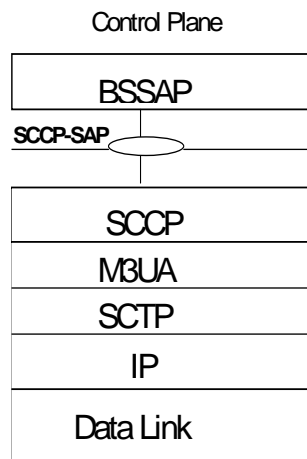 Control Plane
BSSAP
SCCP-SAP
SCCP
M3UA
SCTP
IP
Data Link